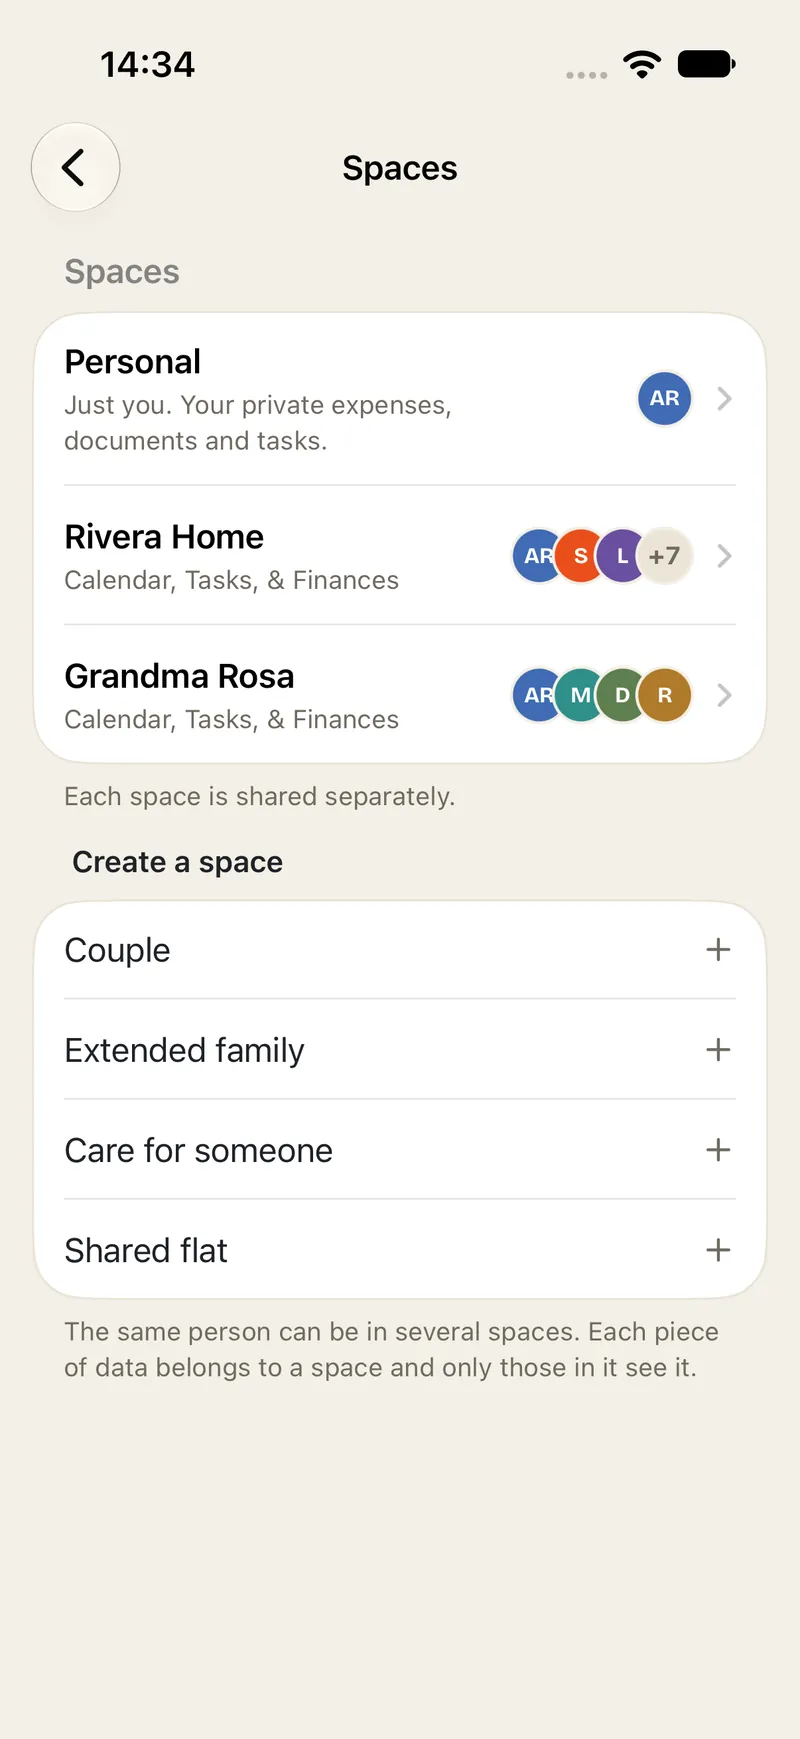 14:34
Spaces
Spaces
Personal
Just you. Your private expenses,
documents and tasks.
AR
Rivera Home
Calendar, Tasks, & Finances
AR S L +7
Grandma Rosa
Calendar, Tasks, & Finances
AR M D R
Each space is shared separately.
Create a space
Couple
Extended family
Care for someone
Shared flat
The same person can be in several spaces. Each piece
of data belongs to a space and only those in it see it.